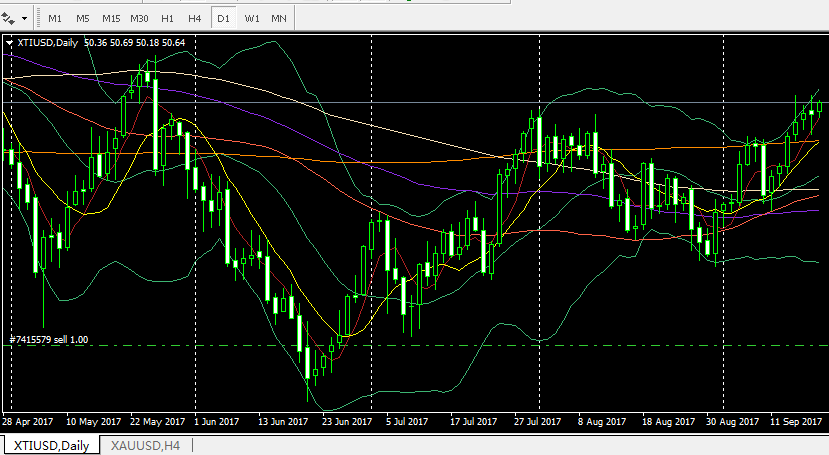 M1 M5 M15 M30 H1 H4 D1 W1 MN
XTIUSD,Daily 50.36 50.69 50.18 50.64
#7415579 sell 1.00
28 Apr 2017 10 May 2017 22 May 2017 1 Jun 2017 13 Jun 2017 23 Jun 2017 5 Jul 2017 17 Jul 2017 27 Jul 2017 8 Aug 2017 18 Aug 2017 30 Aug 2017 11 Sep 2017
XTIUSD,Daily XAUUSD,H4